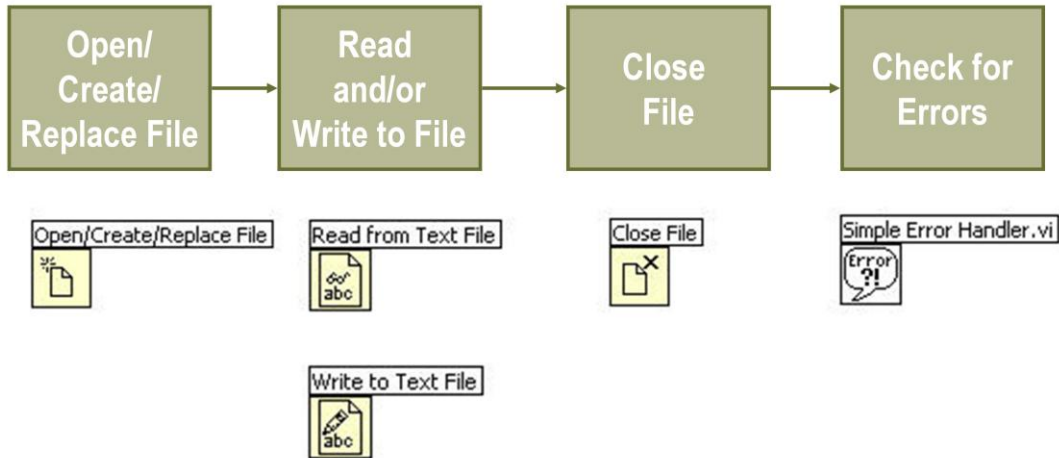 Open/
Create/
Replace File
Read
and/or
Write to File
Close
File
Check for
Errors
Open/Create/Replace File
Read from Text File
abc
Close File
Simple Error Handler.vi
Error
?!
Write to Text File
abc